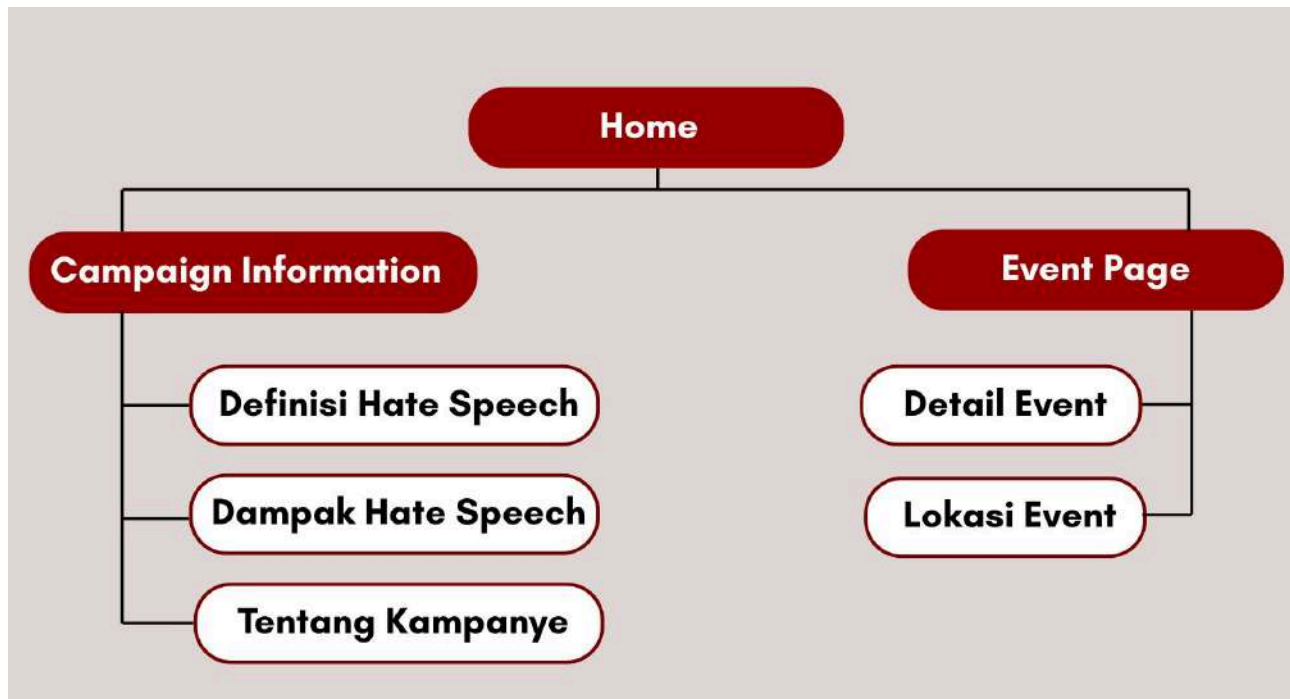 Home
Campaign Information
Event Page
Definisi Hate Speech
Detail Event
Dampak Hate Speech
Lokasi Event
Tentang Kampanye